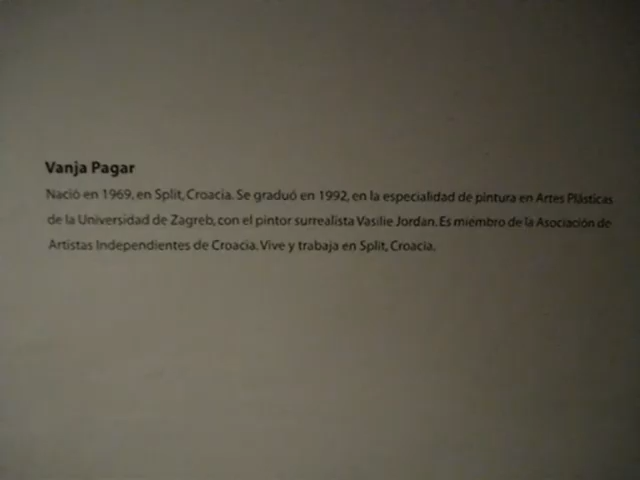 Vanja Pagar
Nació en 1969, en Split, Croacia. Se graduó en 1992, en la especialidad de pintura en Artes Plásticas
de la Universidad de Zagreb, con el pintor surrealista Vasilie Jordan. Es miembro de la Asociación de
Artistas Independientes de Croacia. Vive y trabaja en Split, Croacia.